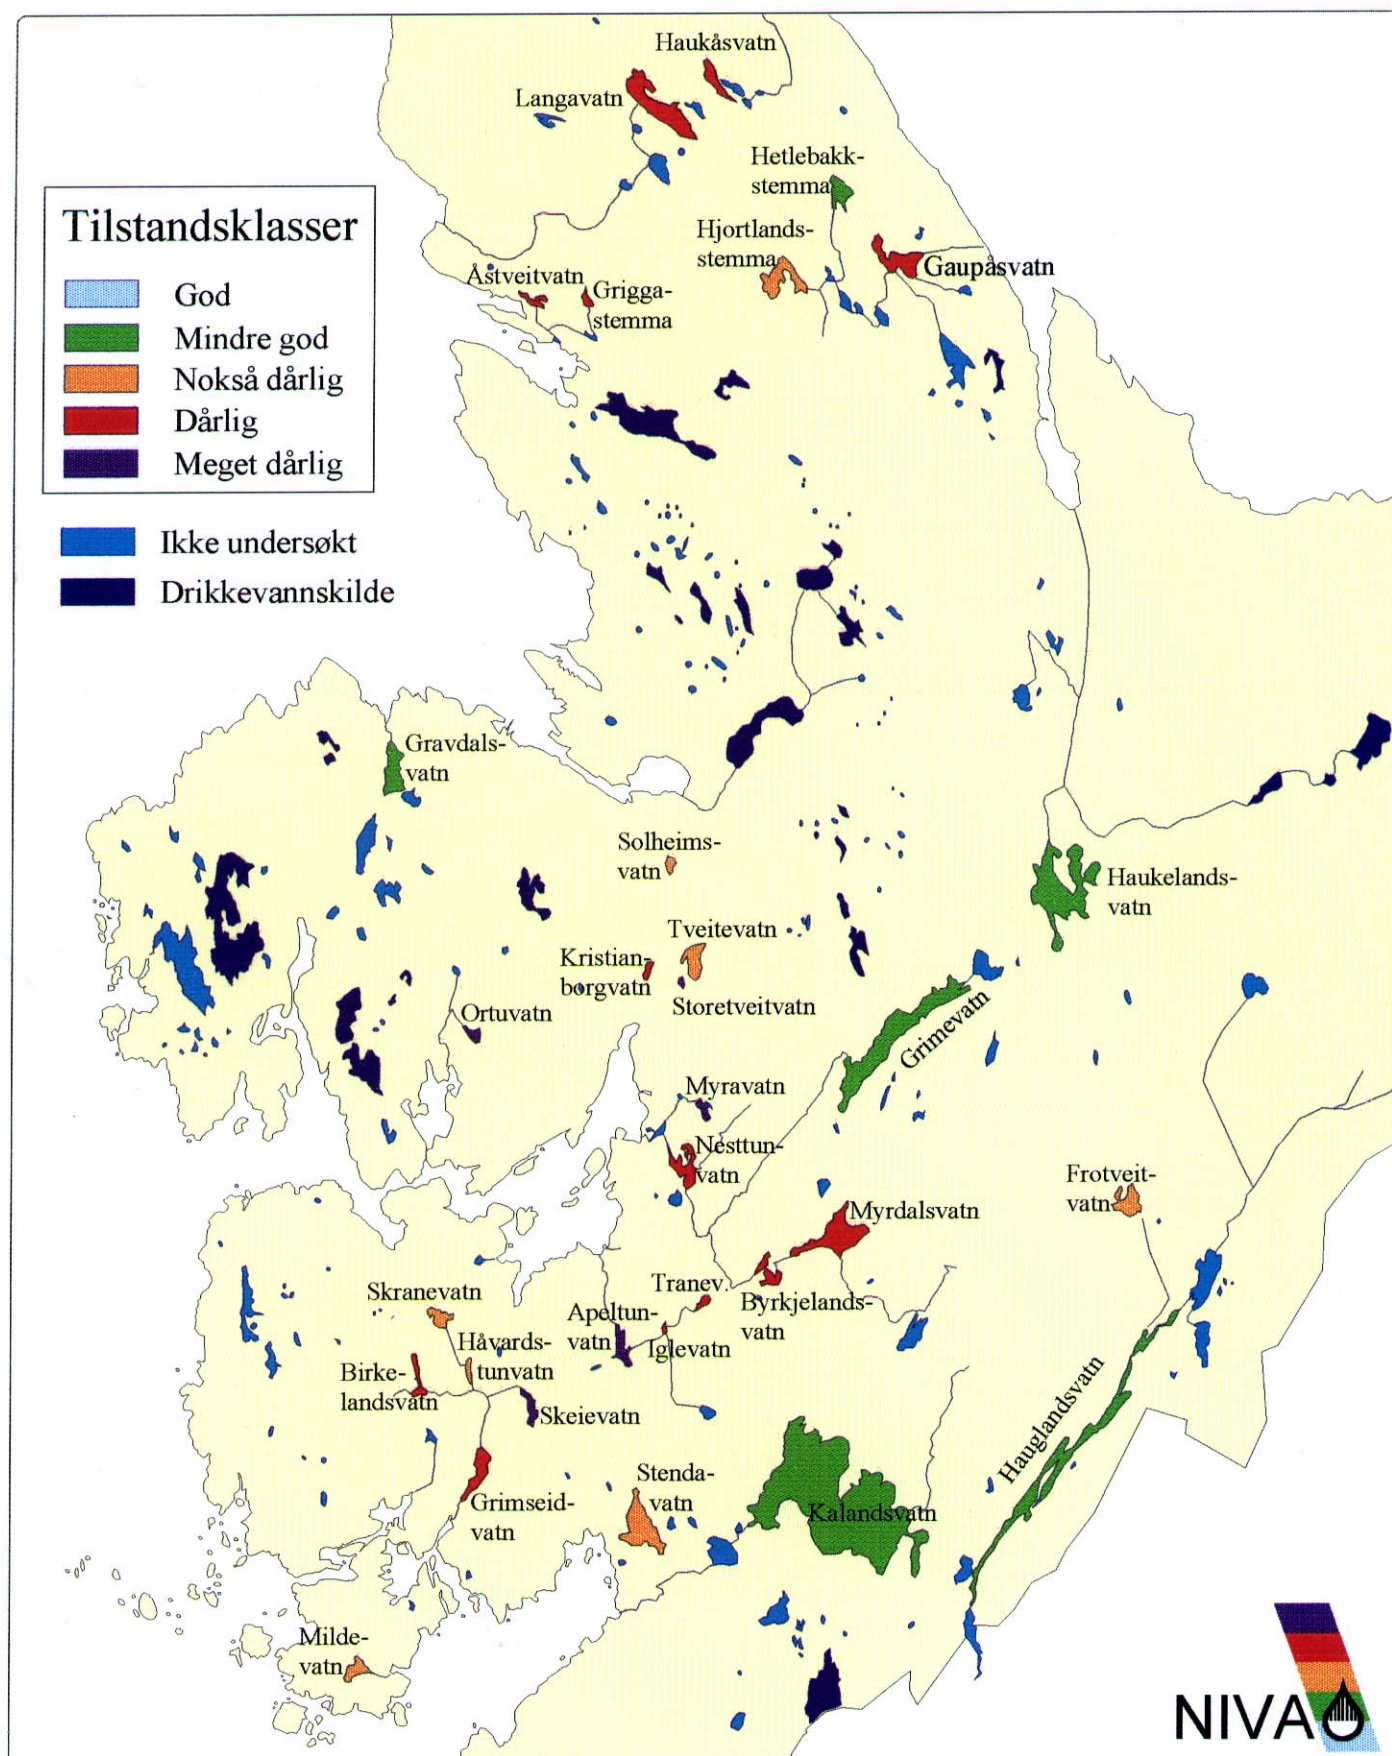 Haukåsvatn
Langavatn
Hetlebakk-
stemma
Tilstandsklasser
God
Mindre god
Nokså dårlig
Dårlig
Meget dårlig
Ikke undersøkt
Drikkevannskilde
Hjortlands-
stemma
Gaupåsvatn
Åstveitvatn
Grigga-
stemma
Gravdals-
vatn
Solheims-
vatn
Haukelands-
vatn
Tveitevatn
Kristian-
borgvatn
Storetveitvatn
Ortuvatn
Grimevatn
Myravatn
Nesttun-
vatn
Frotveit-
vatn
Myrdalsvatn
Skranevatn
Tranev.
Byrkjelands-
vatn
Apeltun-
vatn
Iglevatn
Håvards-
tunvatn
Birke-
landsvatn
Skeievatn
Hauglandsvatn
Stenda-
vatn
Kalandsvatn
Grimseid-
vatn
Milde-
vatn
NIVA